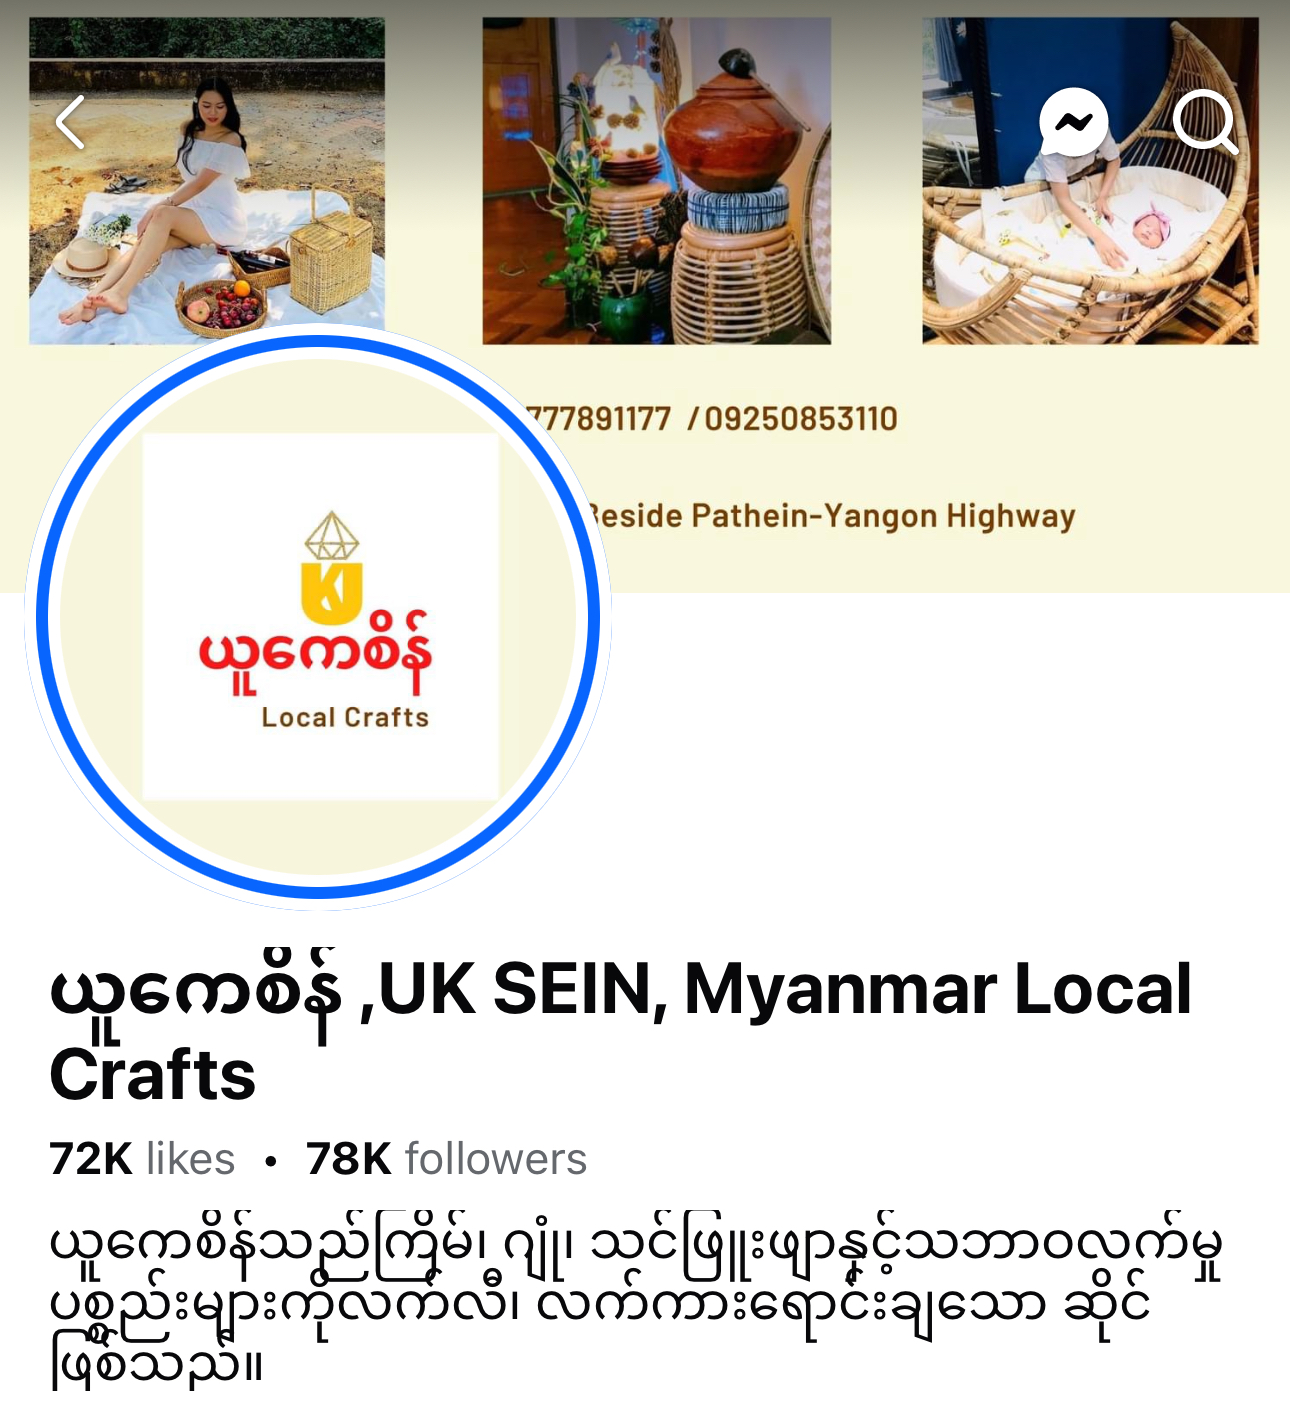 777891177 / 09250853110
Beside Pathein-Yangon Highway
UK
ယူကေစိန်
Local Crafts
ယူကေစိန် ,UK SEIN, Myanmar Local
Crafts
72K likes • 78K followers
ယူကေစိန်သည်ကြိမ်၊ ဂျုံ၊ သင်ဖြူးဖျာနှင့်သဘာဝလက်မှု
ပစ္စည်းများကိုလက်လီ၊ လက်ကားရောင်းချသော ဆိုင်
ဖြစ်သည်။